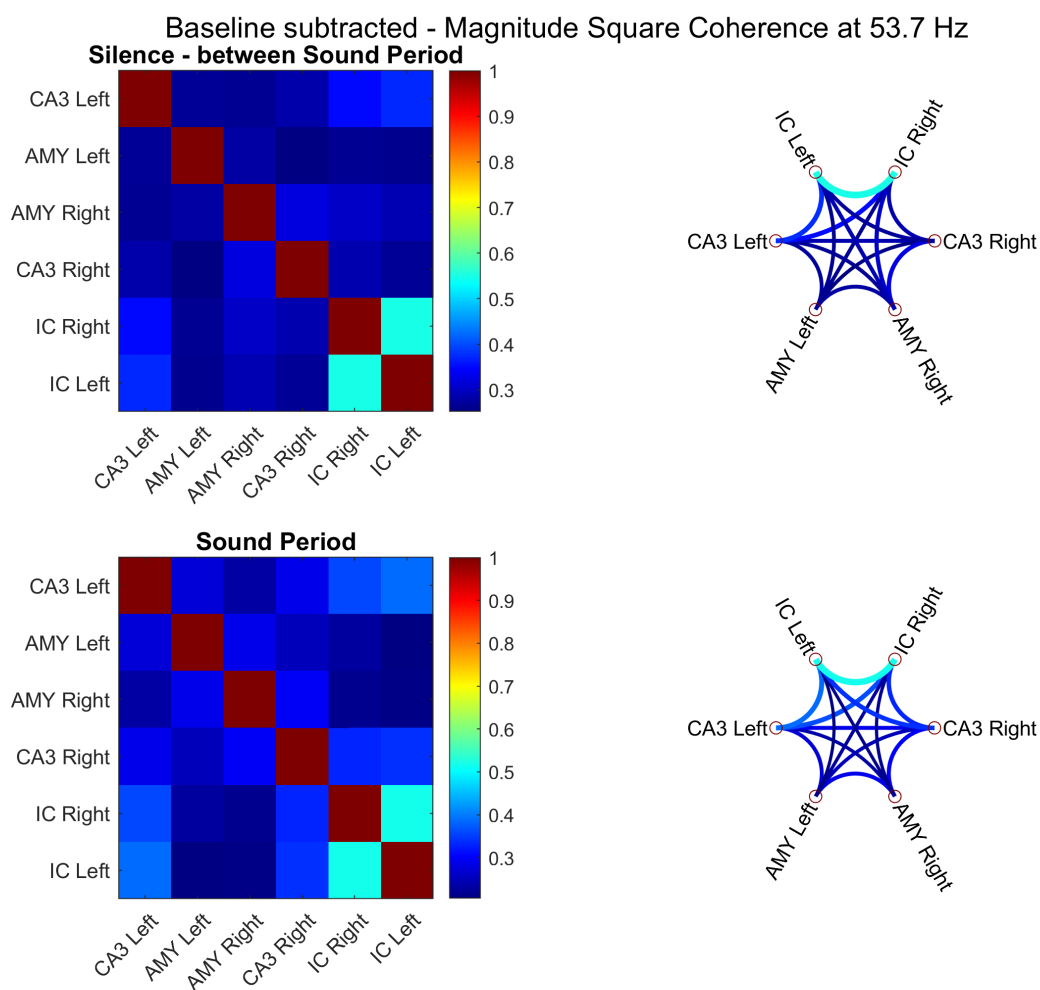 Baseline subtracted - Magnitude Square Coherence at 53.7 Hz
Silence - between Sound Period
CA3 Left
AMY Left
AMY Right
CA3 Right
IC Right
IC Left
CA3 Left
AMY Left
AMY Right
CA3 Right
IC Right
IC Left
1
0.9
0.8
0.7
0.6
0.5
0.4
0.3
IC Left
IC Right
CA3 Left
CA3 Right
AMY Left
AMY Right
Sound Period
CA3 Left
AMY Left
AMY Right
CA3 Right
IC Right
IC Left
CA3 Left
AMY Left
AMY Right
CA3 Right
IC Right
IC Left
1
0.9
0.8
0.7
0.6
0.5
0.4
0.3
IC Left
IC Right
CA3 Left
CA3 Right
AMY Left
AMY Right